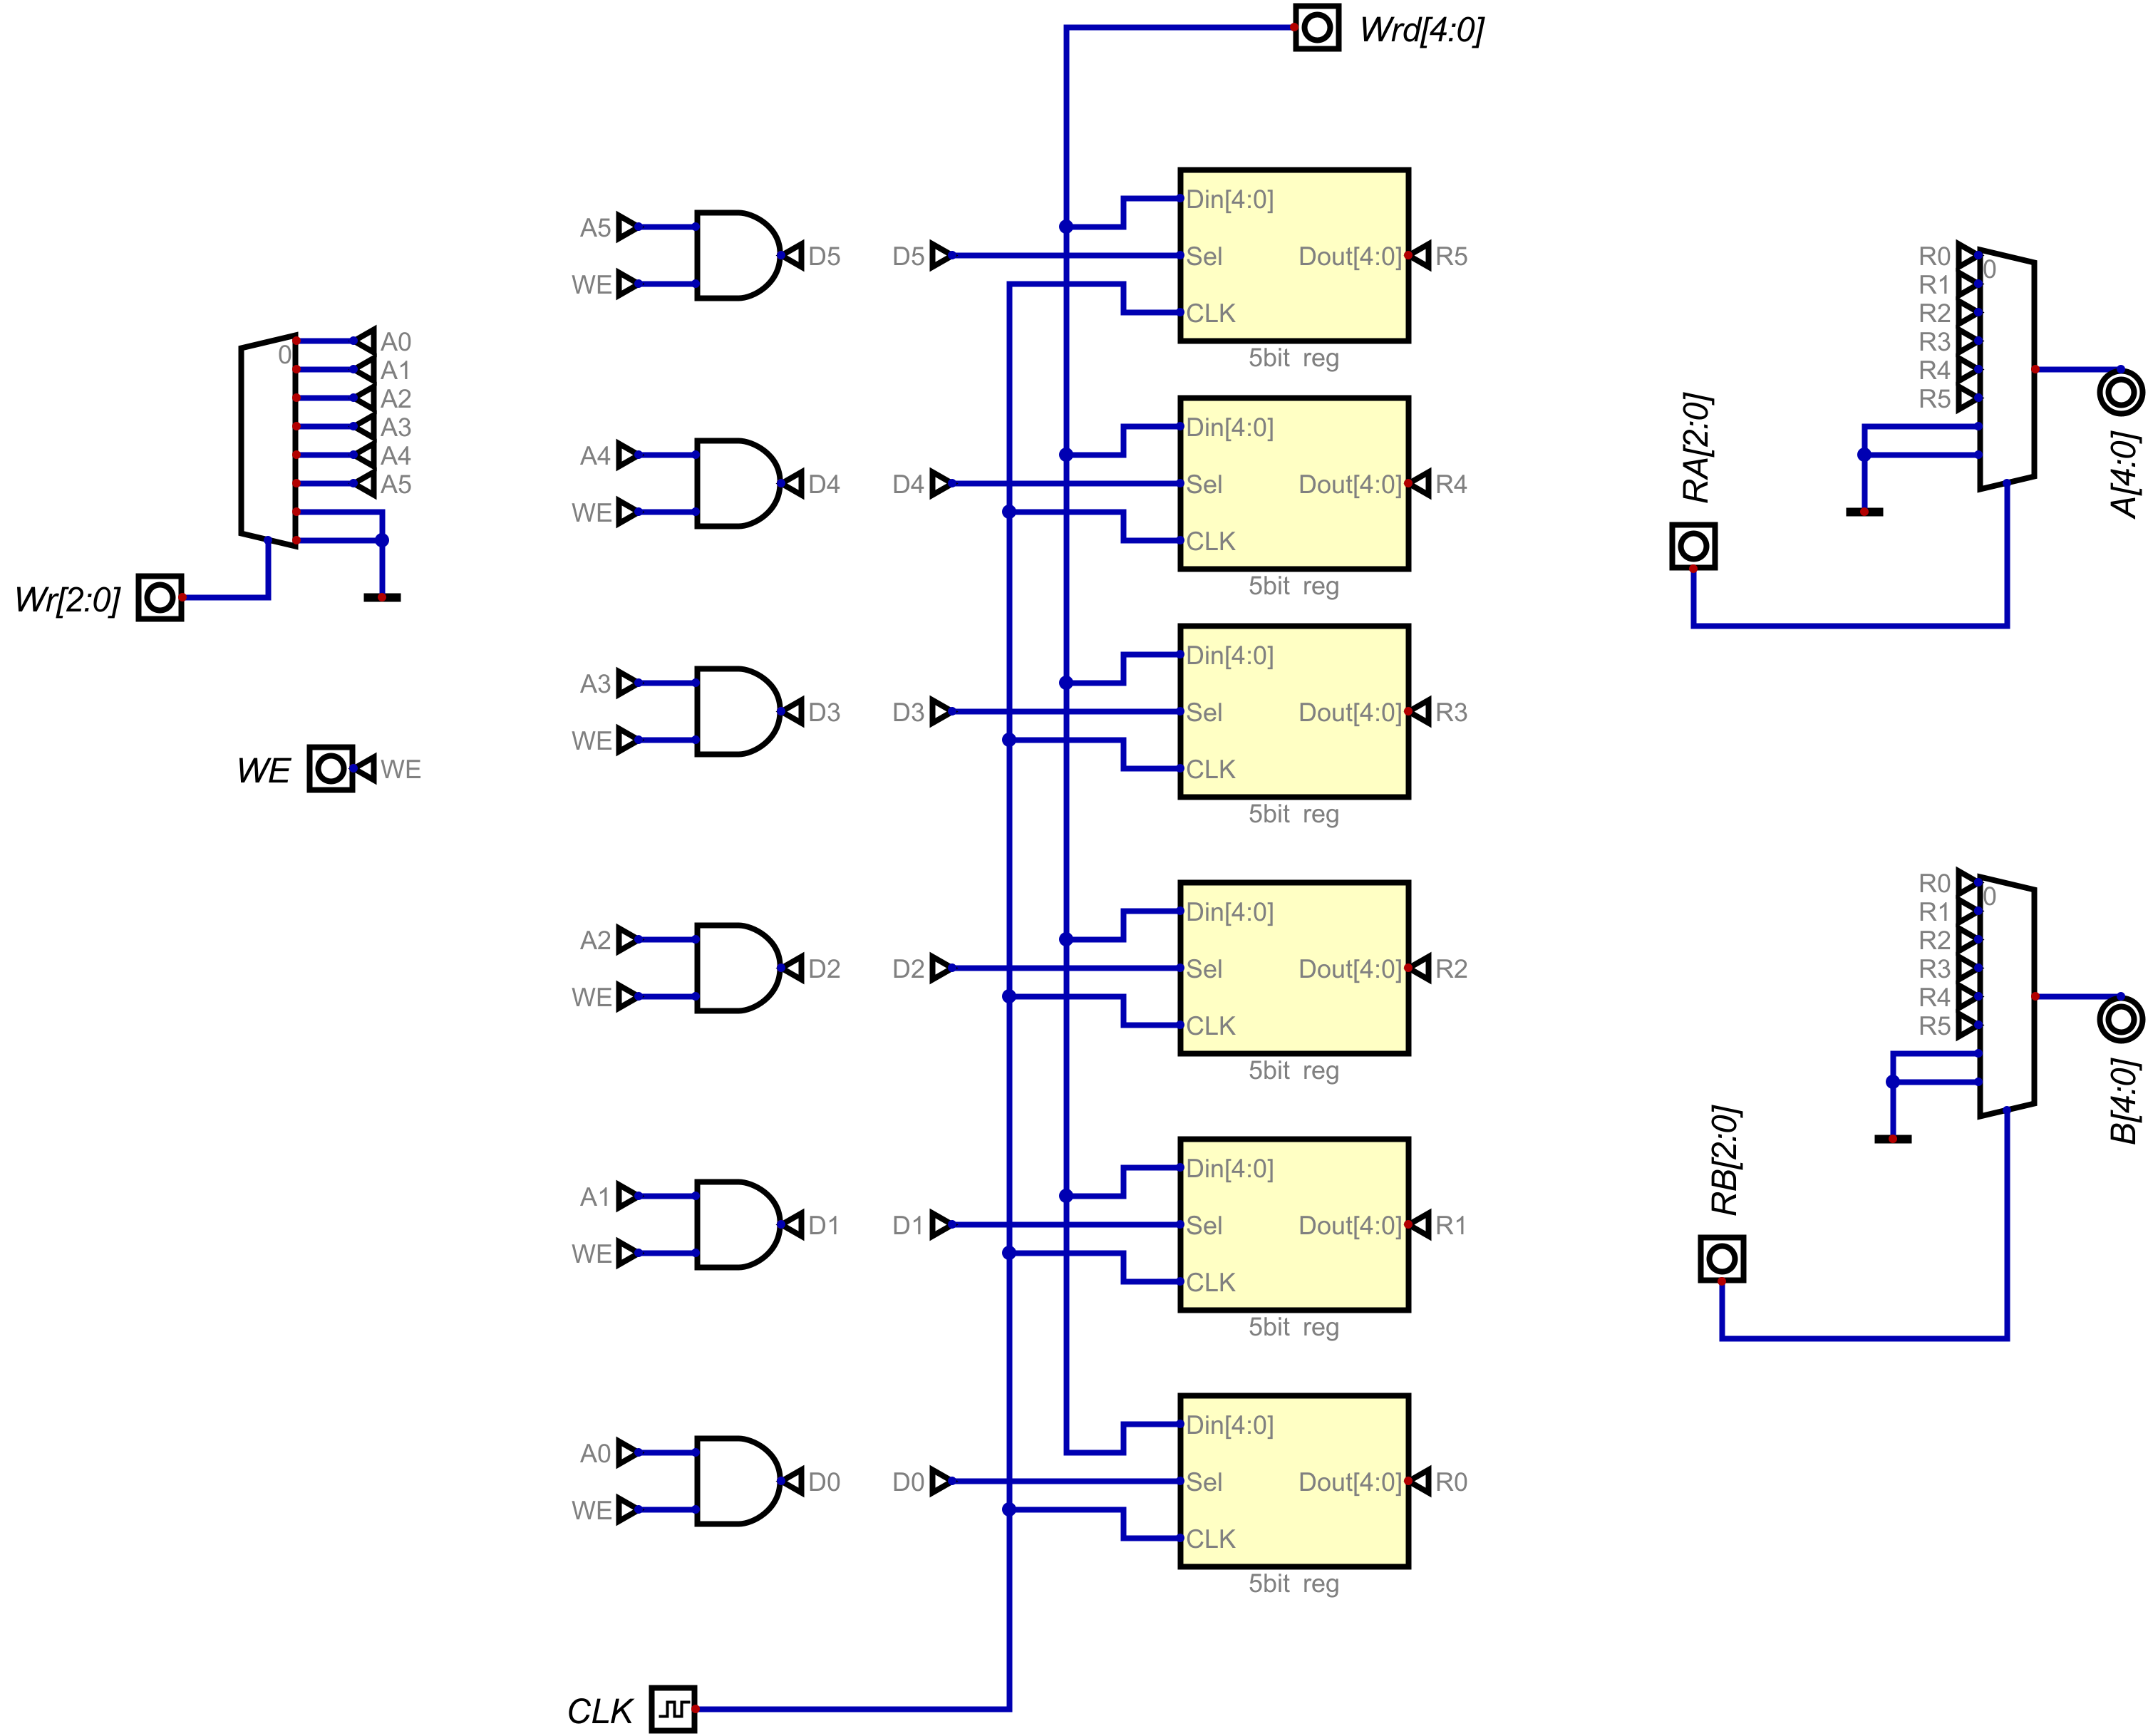 Wrd[4:0]
A5
WE
D5
D5
Din[4:0]
Sel
CLK
Dout[4:0]
R5
5bit reg
0
A0
A1
A2
A3
A4
A5
Wr[2:0]
WE
WE
A4
WE
D4
D4
Din[4:0]
Sel
CLK
Dout[4:0]
R4
5bit reg
A3
WE
D3
D3
Din[4:0]
Sel
CLK
Dout[4:0]
R3
5bit reg
A2
WE
D2
D2
Din[4:0]
Sel
CLK
Dout[4:0]
R2
5bit reg
A1
WE
D1
D1
Din[4:0]
Sel
CLK
Dout[4:0]
R1
5bit reg
A0
WE
D0
D0
Din[4:0]
Sel
CLK
Dout[4:0]
R0
5bit reg
CLK
R0
R1
R2
R3
R4
R5
0
RA[2:0]
A[4:0]
R0
R1
R2
R3
R4
R5
0
RB[2:0]
B[4:0]